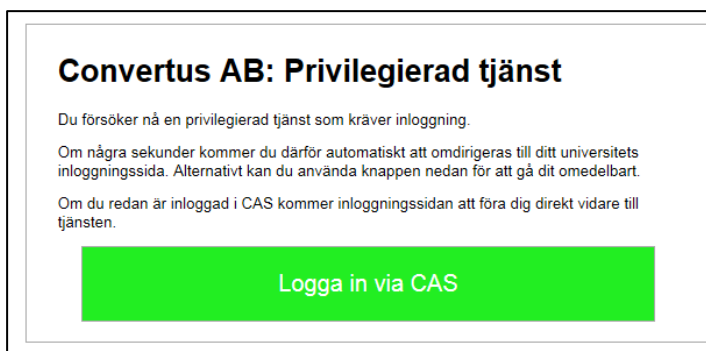 Convertus AB: Privilegierad tjänst
Du försöker nå en privilegierad tjänst som kräver inloggning.
Om några sekunder kommer du därför automatiskt att omdirigeras till ditt universitets
inloggningssida. Alternativt kan du använda knappen nedan för att gå dit omedelbart.
Om du redan är inloggad i CAS kommer inloggningssidan att föra dig direkt vidare till
tjänsten.
Logga in via CAS